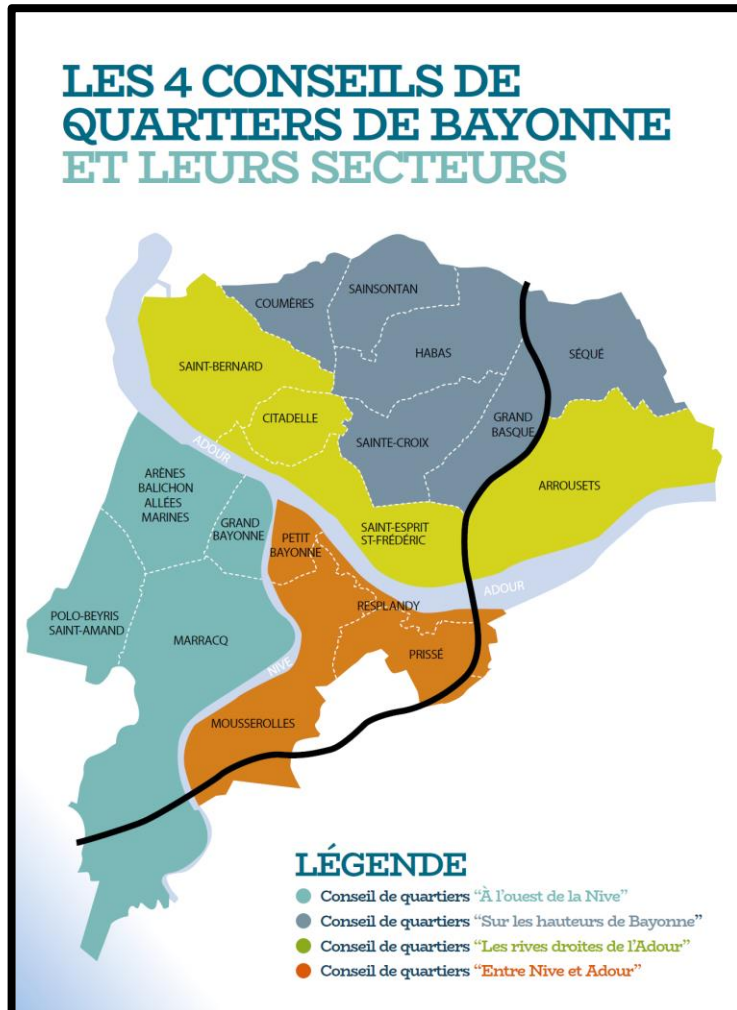 LES 4 CONSEILS DE
QUARTIERS DE BAYONNE
ET LEURS SECTEURS
SAINSONTAN
COUMÈRES
HABAS
SÉQUÉ
SAINT-BERNARD
CITADELLE
SAINTE-CROIX
GRAND
BASQUE
ADOUR
ARROUSETS
ARÈNES
BALICHON
ALLÉES
MARINES
GRAND
BAYONNE
SAINT-ESPRIT
ST-FRÉDÉRIC
PETIT
BAYONNE
ADOUR
RESPLANDY
POLO-BEYRIS
SAINT-AMAND
MARRACQ
PRISSÉ
NIVE
MOUSSEROLLES
LÉGENDE
Conseil de quartiers “À l’ouest de la Nive”
Conseil de quartiers “Sur les hauteurs de Bayonne”
Conseil de quartiers “Les rives droites de l’Adour”
Conseil de quartiers “Entre Nive et Adour”